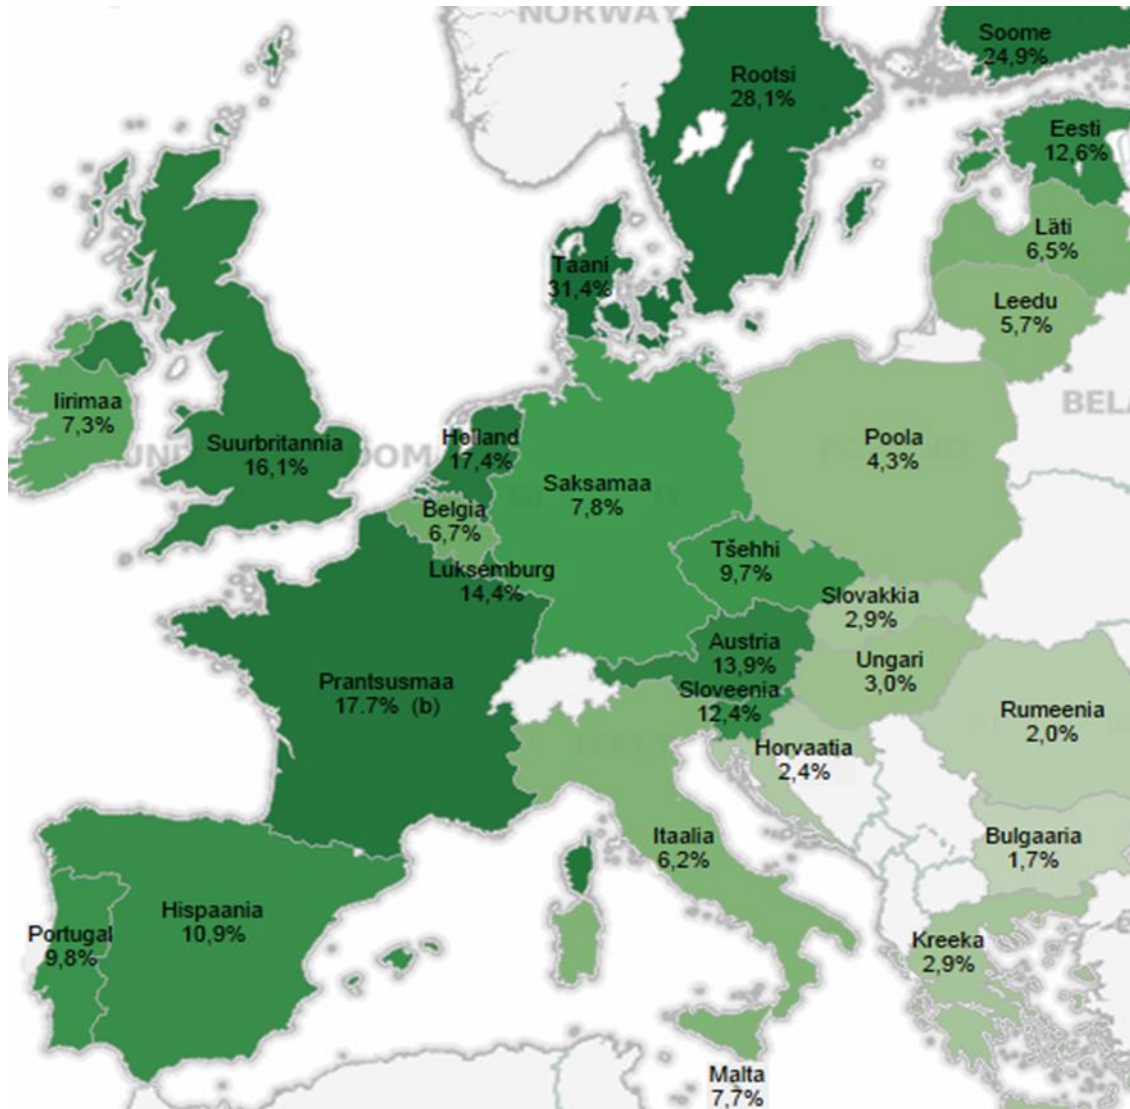 NORWAY
Soome
24,9%
Rootsi
28,1%
Eesti
12,6%
Läti
6,5%
Taani
31,4%
Leedu
5,7%
Iirimaa
7,3%
Suurbritannia
16,1%
Holland
17,4%
BELA
Poola
4,3%
Saksamaa
7,8%
Belgia
6,7%
Tšehhi
9,7%
Luksemburg
14,4%
Slovakkia
2,9%
Austria
13,9%
Ungari
3,0%
Prantsusmaa
17.7% (b)
Sloveenia
12,4%
Rumeenia
2,0%
Horvaatia
2,4%
Itaalia
6,2%
Bulgaaria
1,7%
Hispaania
10,9%
Portugal
9,8%
Kreeka
2,9%
Malta
7,7%